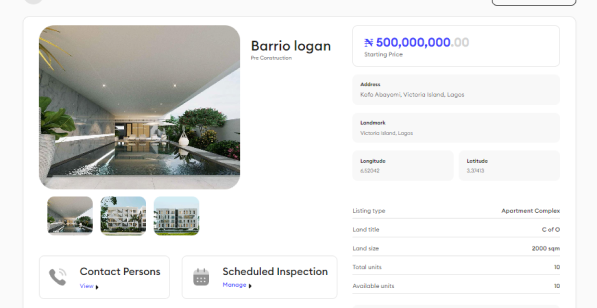 Barrio logan
Pre Construction
₦ 500,000,000.00
Starting Price
Address
Kofo Abayomi, Victoria Island, Lagos
Landmark
Victoria Island, Lagos
Longitude
Latitude
3.37413
Listing type
Apartment Complex
Land title
C of O
Land size
2000 sqm
Total units
10
Available units
10
Contact Persons
View
Scheduled Inspection
Manage